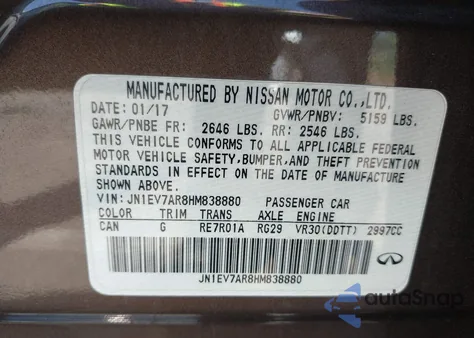 MANUFACTURED BY NISSAN MOTOR CO.,LTD.
DATE: 01/17 GVWR/PNBV: 5159 LBS.
GAWR/PNBE FR: 2646 LBS. RR: 2546 LBS.
THIS VEHICLE CONFORMS TO ALL APPLICABLE FEDERAL
MOTOR VEHICLE SAFETY,BUMPER,AND THEFT PREVENTION
STANDARDS IN EFFECT ON THE DATE OF MANUFACTURE
SHOWN ABOVE.
VIN: JN1EV7AR8HM838880 PASSENGER CAR
COLOR TRIM TRANS AXLE ENGINE
CAN G RE7R01A RG29 VR30(DDTT) 2997CC
JN1EV7AR8HM838880
autoSnap